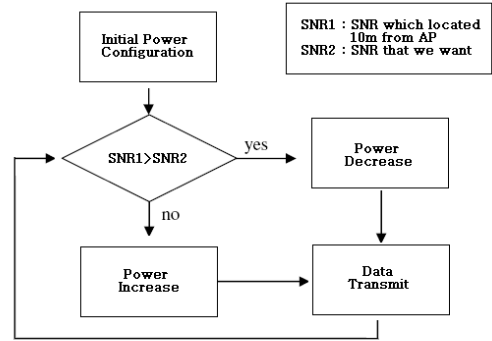 Initial Power
Configuration
SNR1 : SNR which located
10m from AP
SNR2 : SNR that we want
SNR1>SNR2
yes
Power
Decrease
no
Power
Increase
Data
Transmit